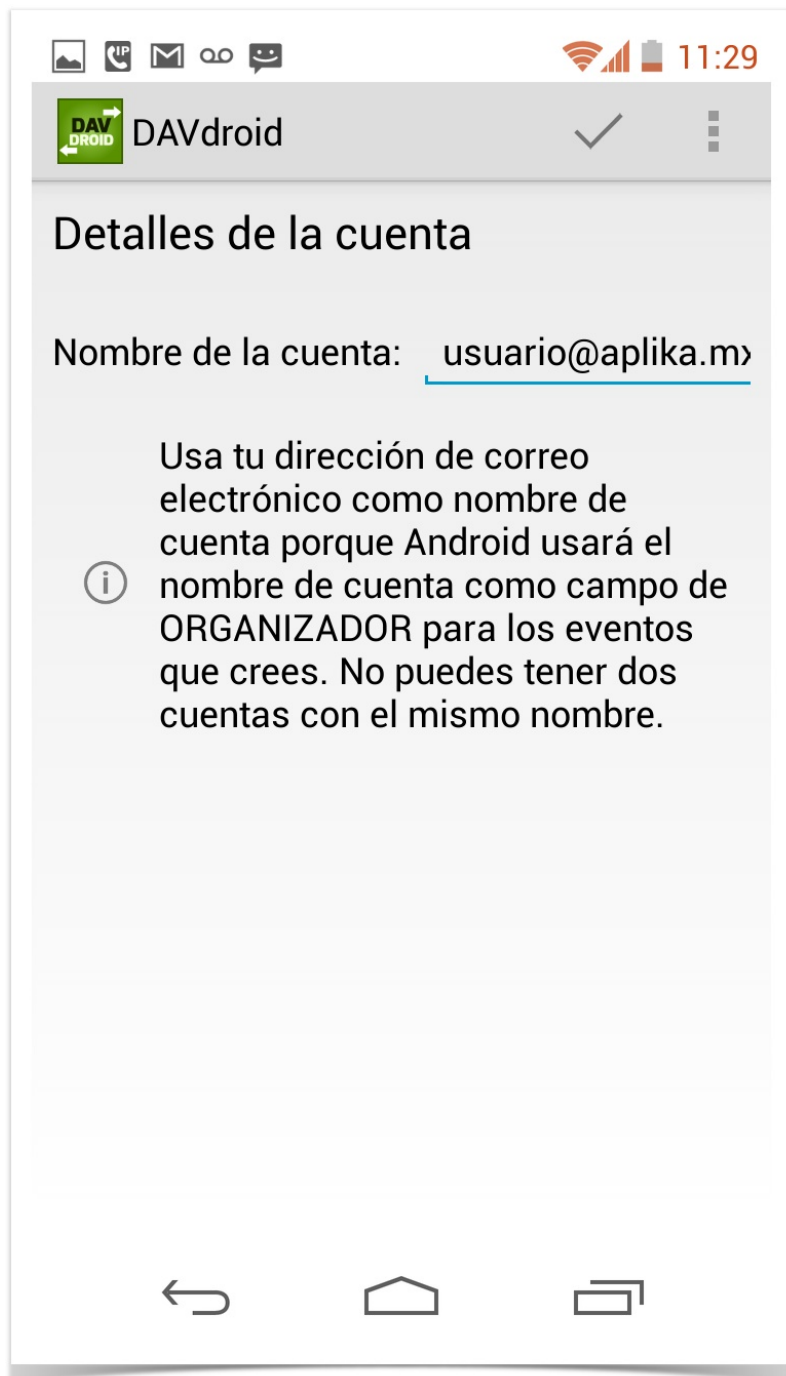 11:29
DAV
DROID
DAVdroid
Detalles de la cuenta
Nombre de la cuenta: usuario@aplika.mx
Usa tu dirección de correo
electrónico como nombre de
cuenta porque Android usará el
nombre de cuenta como campo de
ORGANIZADOR para los eventos
que crees. No puedes tener dos
cuentas con el mismo nombre.